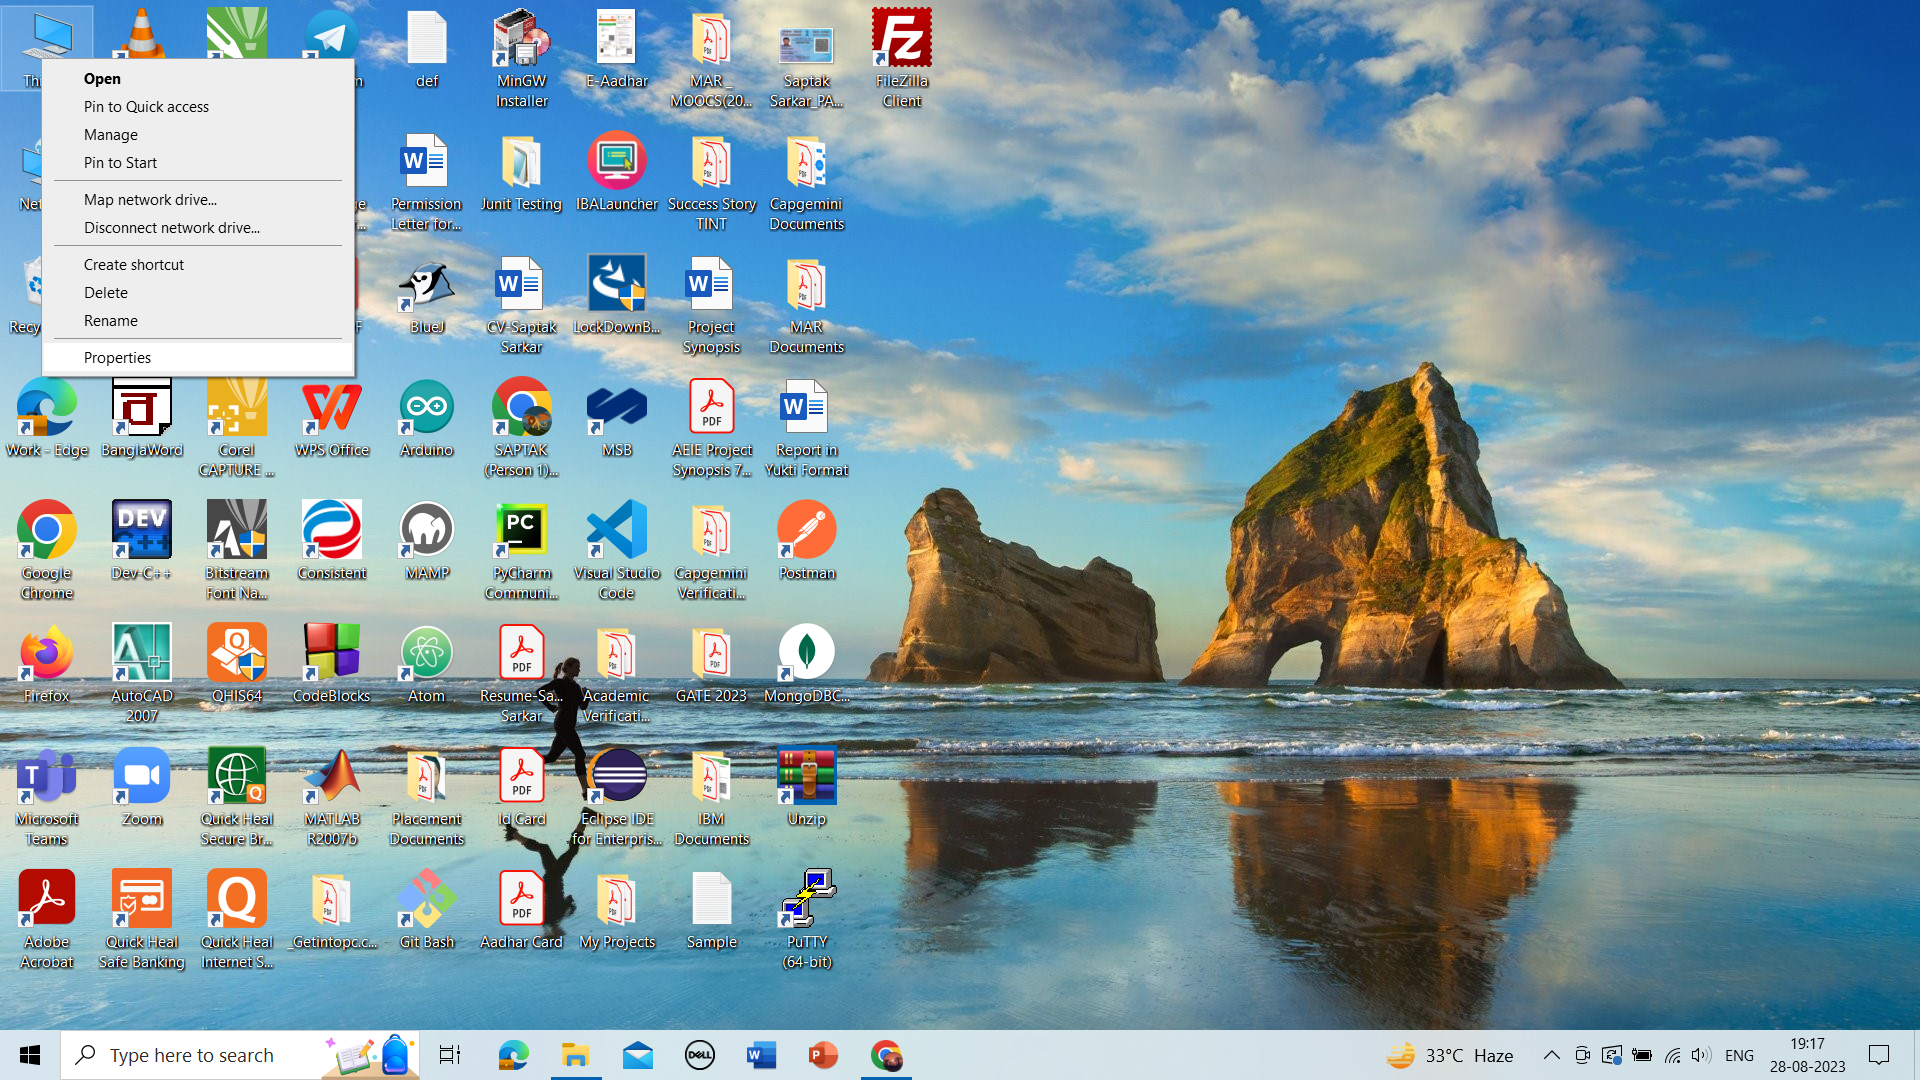 Th
m
def
MinGW
Installer
E-Aadhar
MAR _
MOOCS(20...
Saptak
Sarkar_PA...
FileZilla
Client
Open
Pin to Quick access
Manage
Pin to Start
Map network drive...
Disconnect network drive...
Create shortcut
Delete
Rename
Properties
Net
Permission
Letter for...
Junit Testing
IBALauncher
Success Story
TINT
Capgemini
Documents
Recy
BlueJ
CV-Saptak
Sarkar
LockDownB...
Project
Synopsis
MAR
Documents
Work - Edge
BanglaWord
Corel
CAPTURE ...
WPS Office
Arduino
SAPTAK
(Person 1)...
MSB
PDF
AEIE Project
Synopsis 7...
Report in
Yukti Format
Google
Chrome
DEV
C++
Dev-C++
Bitstream
Font Na...
Consistent
MAMP
PC
PyCharm
Communi...
Visual Studio
Code
Capgemini
Verificati...
Postman
Firefox
AutoCAD
2007
QHIS64
CodeBlocks
Atom
PDF
Resume-Sa...
Sarkar
Academic
Verificati...
GATE 2023
MongoDBC...
Microsoft
Teams
Zoom
Quick Heal
Secure Br...
MATLAB
R2007b
Placement
Documents
PDF
Id Card
Eclipse IDE
for Enterpris...
IBM
Documents
Unzip
Adobe
Acrobat
Quick Heal
Safe Banking
Quick Heal
Internet S...
_Getintopc.c...
Git Bash
PDF
Aadhar Card
My Projects
Sample
PuTTY
(64-bit)
Type here to search
DELL
33°C Haze
ENG
19:17
28-08-2023